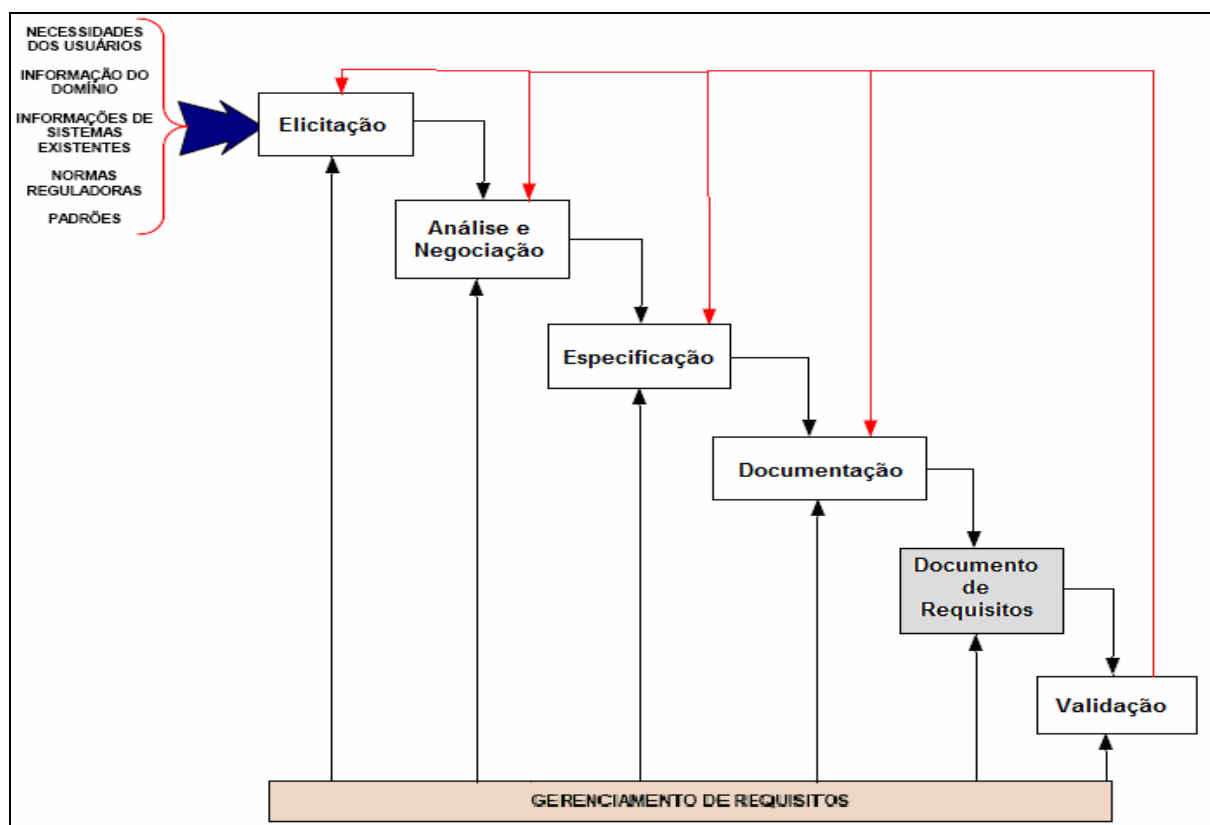 NECESSIDADES
DOS USUÁRIOS
INFORMAÇÃO DO
DOMÍNIO
INFORMAÇÕES DE
SISTEMAS
EXISTENTES
NORMAS
REGULADORAS
PADRÕES
Elicitação
Análise e
Negociação
Especificação
Documentação
Documento
de
Requisitos
Validação
GERENCIAMENTO DE REQUISITOS